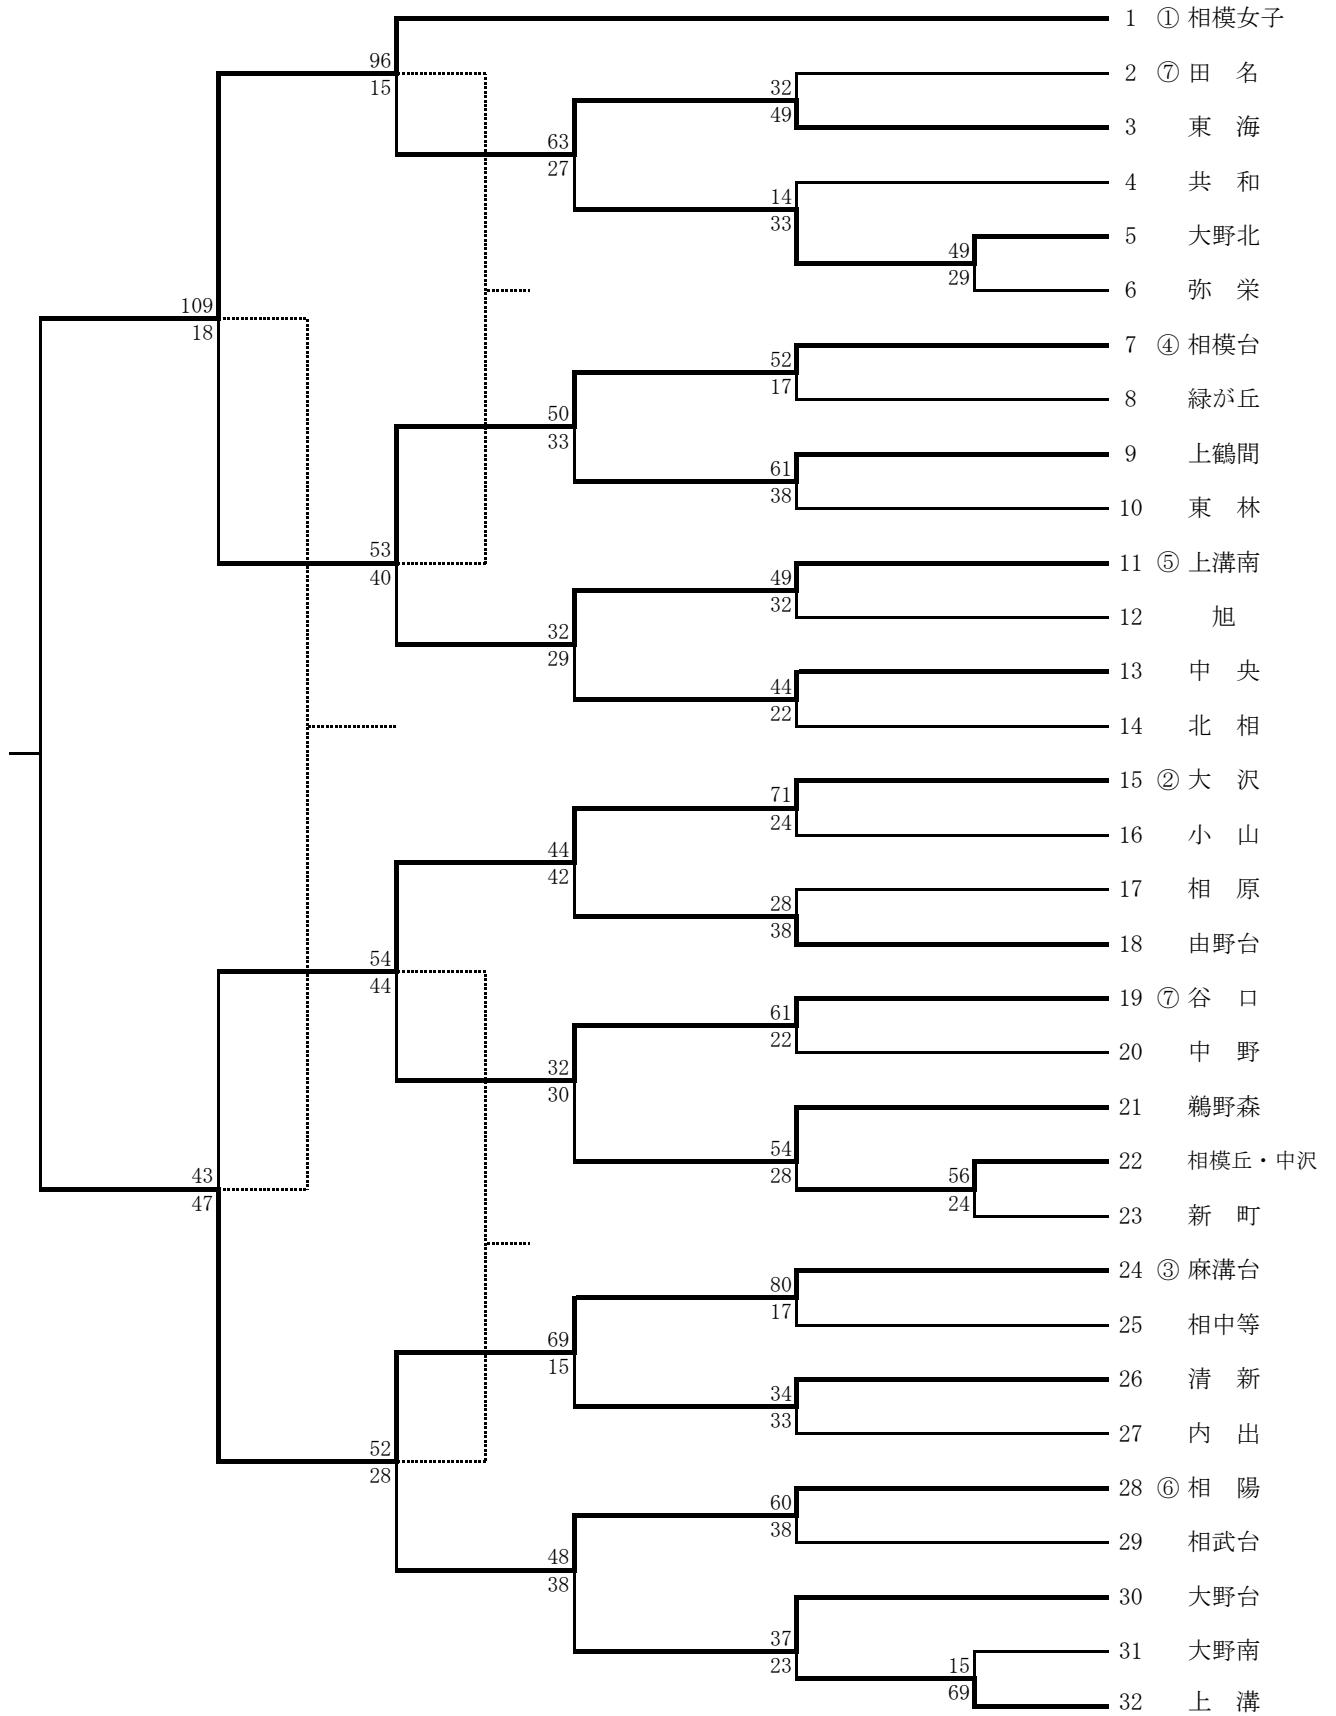 1 ① 相模女子
96
2 ⑦ 田 名
15
32
49
3 東 海
63
27
4 共 和
14
33
5 大野北
49
29
6 弥 栄
109
18
7 ④ 相模台
52
17
8 緑が丘
50
33
9 上鶴間
61
38
10 東 林
53
40
11 ⑤ 上溝南
49
32
12 旭
32
29
13 中 央
44
22
14 北 相
15 ② 大 沢
71
24
16 小 山
44
42
17 相 原
28
38
18 由野台
54
44
19 ⑦ 谷 口
61
22
20 中 野
32
30
21 鵜野森
54
28
22 相模丘・中沢
56
24
23 新 町
43
47
24 ③ 麻溝台
80
17
25 相中等
69
15
26 清 新
34
33
27 内 出
52
28
28 ⑥ 相 陽
60
38
29 相武台
48
38
30 大野台
37
23
31 大野南
15
69
32 上 溝